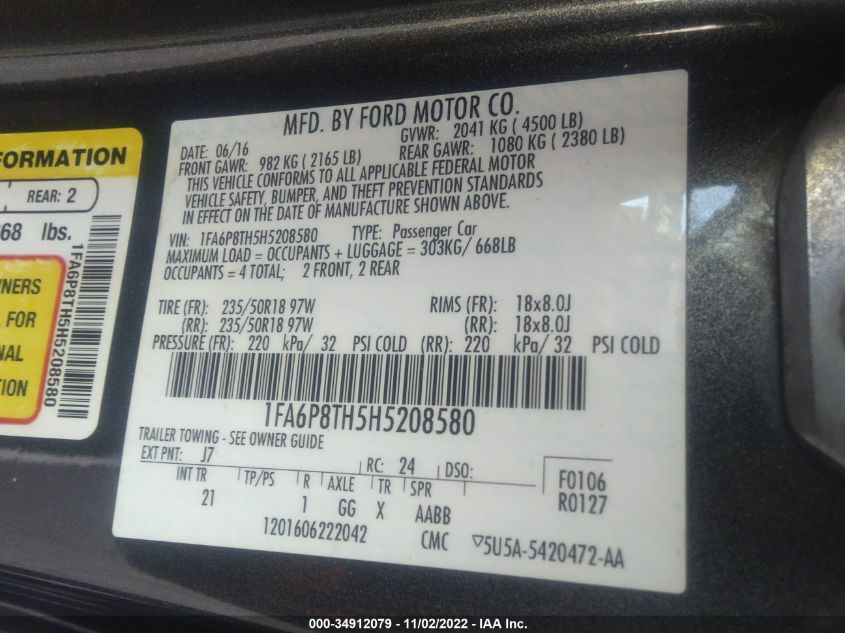 FORMATION
REAR: 2
68 lbs.
WNERS
L FOR
NAL
TION
1FA6P8TH5H5208580
MFD. BY FORD MOTOR CO.
DATE: 06/16 GVWR: 2041 KG ( 4500 LB)
FRONT GAWR: 982 KG ( 2165 LB) REAR GAWR: 1080 KG ( 2380 LB)
THIS VEHICLE CONFORMS TO ALL APPLICABLE FEDERAL MOTOR
VEHICLE SAFETY, BUMPER, AND THEFT PREVENTION STANDARDS
IN EFFECT ON THE DATE OF MANUFACTURE SHOWN ABOVE.
VIN: 1FA6P8TH5H5208580 TYPE: Passenger Car
MAXIMUM LOAD = OCCUPANTS + LUGGAGE = 303KG/ 668LB
OCCUPANTS = 4 TOTAL; 2 FRONT, 2 REAR
TIRE (FR): 235/50R18 97W RIMS (FR): 18x8.0J
(RR): 235/50R18 97W (RR): 18x8.0J
PRESSURE (FR): 220 kPa/ 32 PSI COLD (RR): 220 kPa/ 32 PSI COLD
1FA6P8TH5H5208580
TRAILER TOWING - SEE OWNER GUIDE
EXT PNT: J7 RC: 24 DSO: F0106
INT TR TP/PS R AXLE TR SPR R0127
21 1 GG X AABB
1201606222042 CMC ▽5U5A-5420472-AA
000-34912079 - 11/02/2022 - IAA Inc.